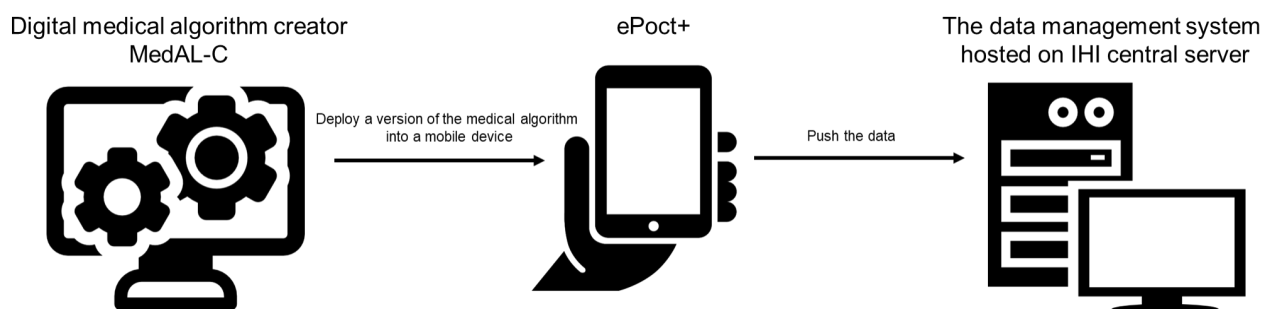 Digital medical algorithm creator
MedAL-C
ePoct+
The data management system
hosted on IHI central server
Deploy a version of the medical algorithm
into a mobile device
Push the data